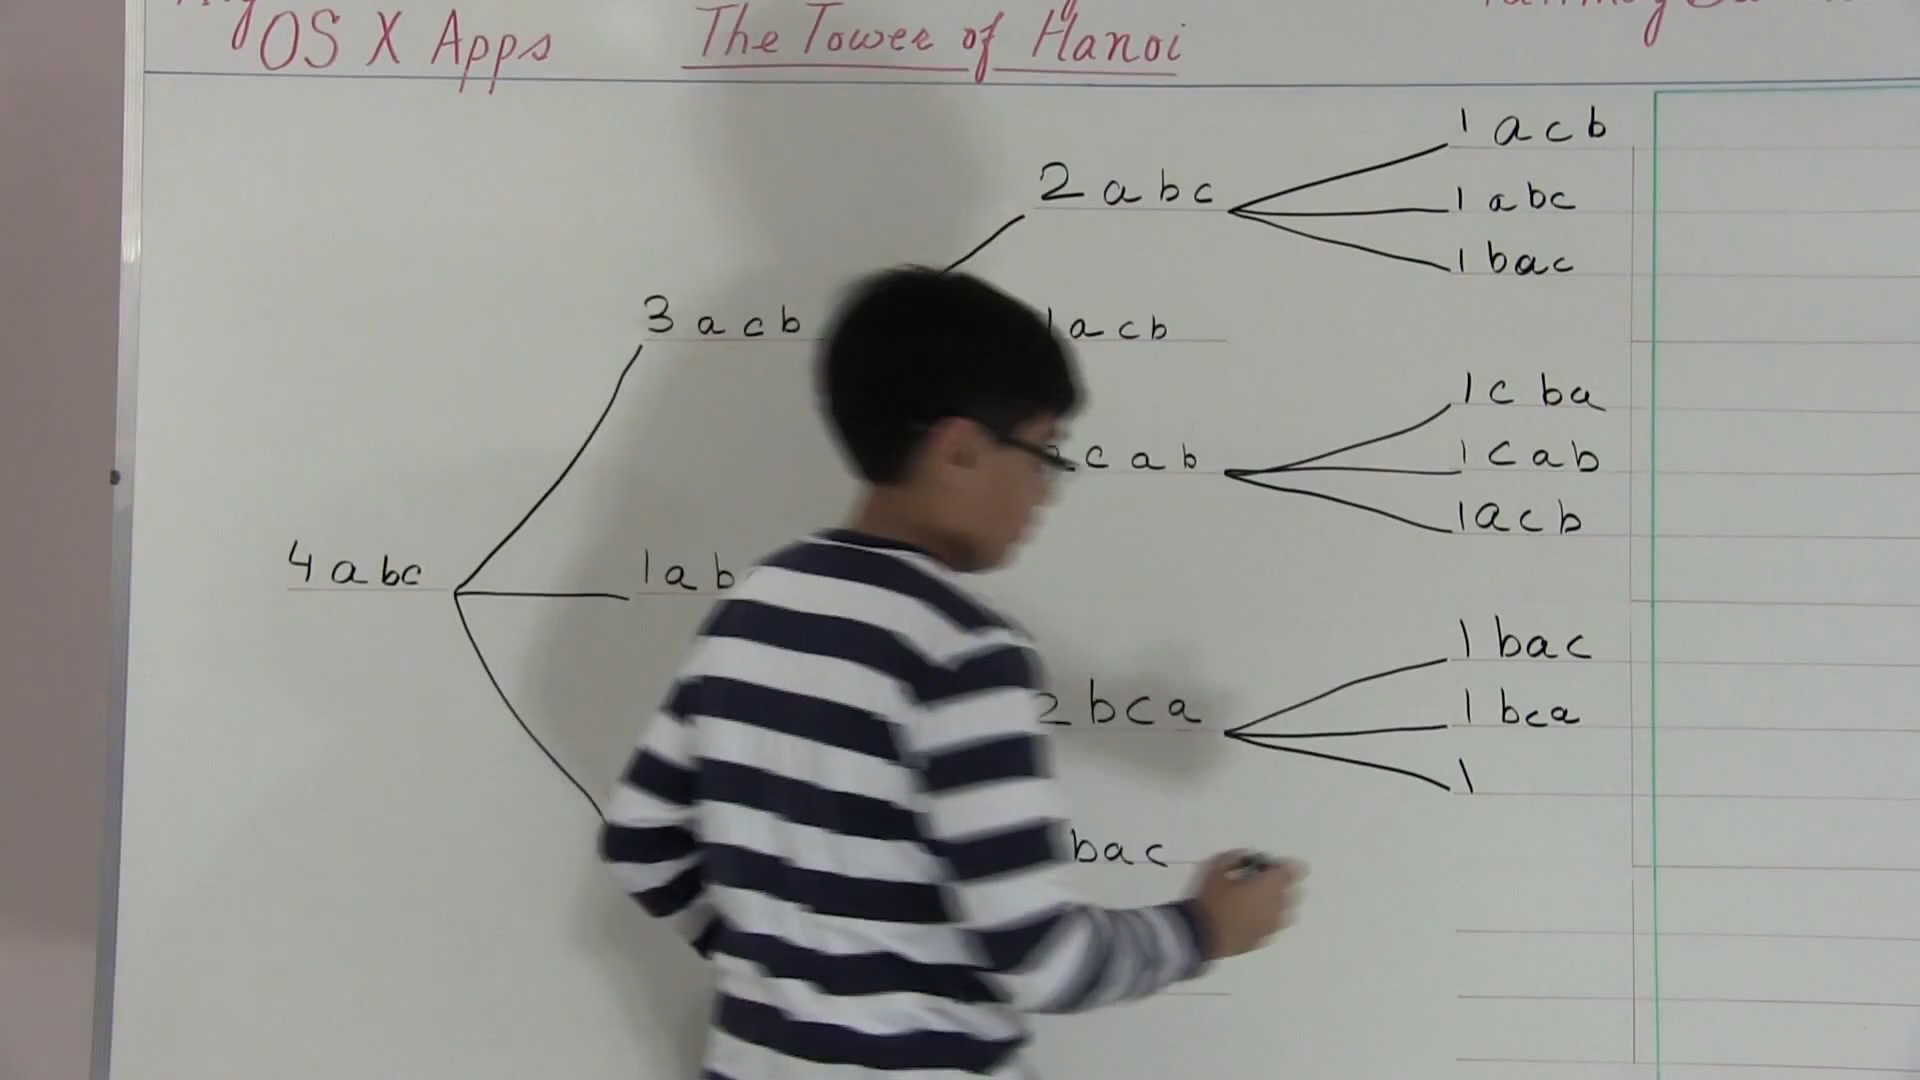 OS X Apps
The Tower of Hanoi
1 a c b
2 a b c
1 a b c
1 b a c
3 a c b
1 a c b
1 c b a
c a b
1 c a b
1 a c b
4 a b c
1 a b
1 b a c
2 b c a
1 b c a
1
b a c